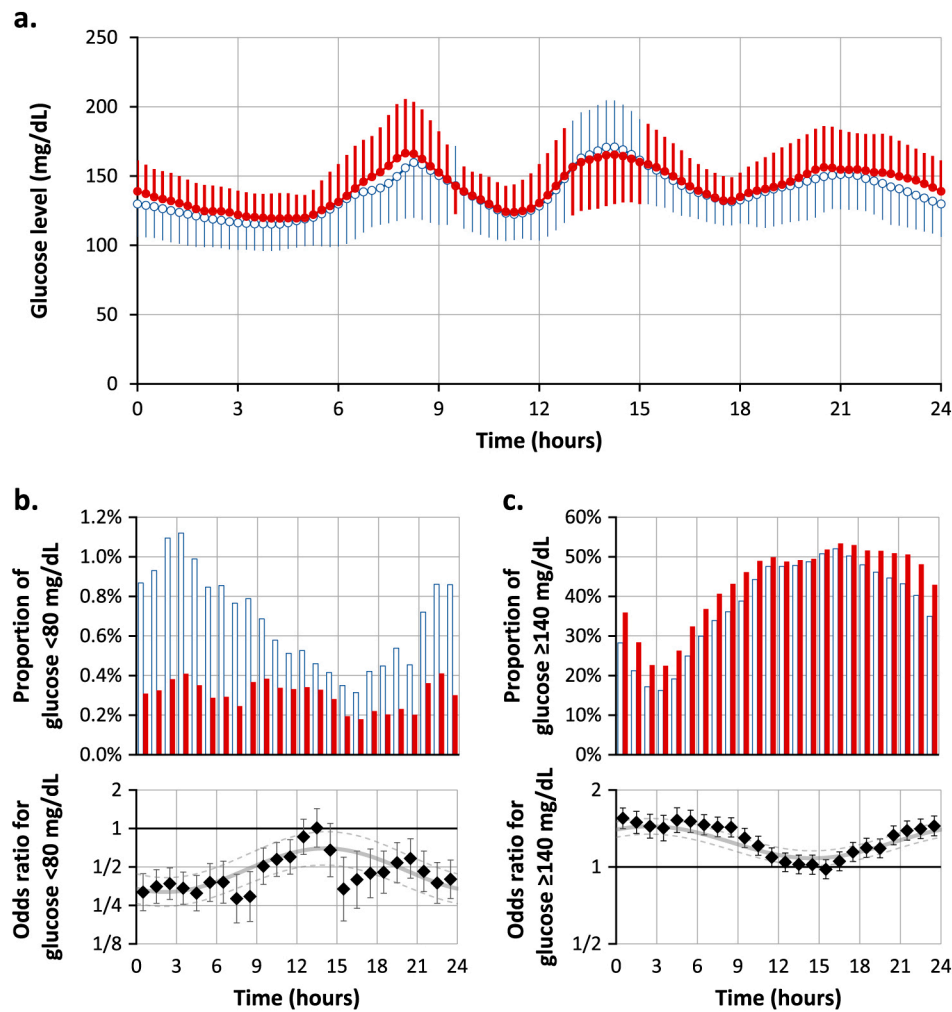 a.
250
200
150
100
50
0
Glucose level (mg/dL)
0 3 6 9 12 15 18 21 24
Time (hours)
b.
1.2%
1.0%
0.8%
0.6%
0.4%
0.2%
0.0%
Proportion of
glucose <80 mg/dL
2
1
1/2
1/4
1/8
Odds ratio for
glucose <80 mg/dL
0 3 6 9 12 15 18 21 24
Time (hours)
c.
60%
50%
40%
30%
20%
10%
0%
Proportion of
glucose ≥140 mg/dL
2
1
1/2
Odds ratio for
glucose ≥140 mg/dL
0 3 6 9 12 15 18 21 24
Time (hours)